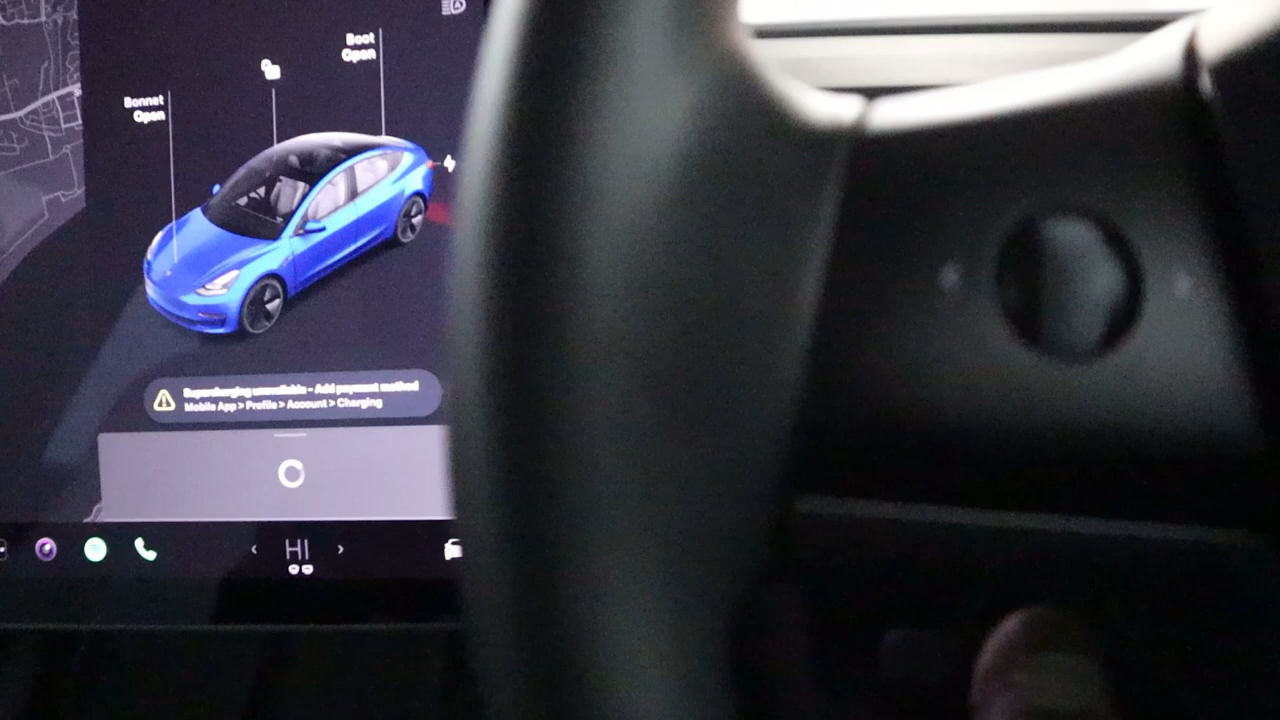 Boot
Open
Bonnet
Open
Supercharging unavailable - Add payment method
Mobile App > Profile > Account > Charging
HI